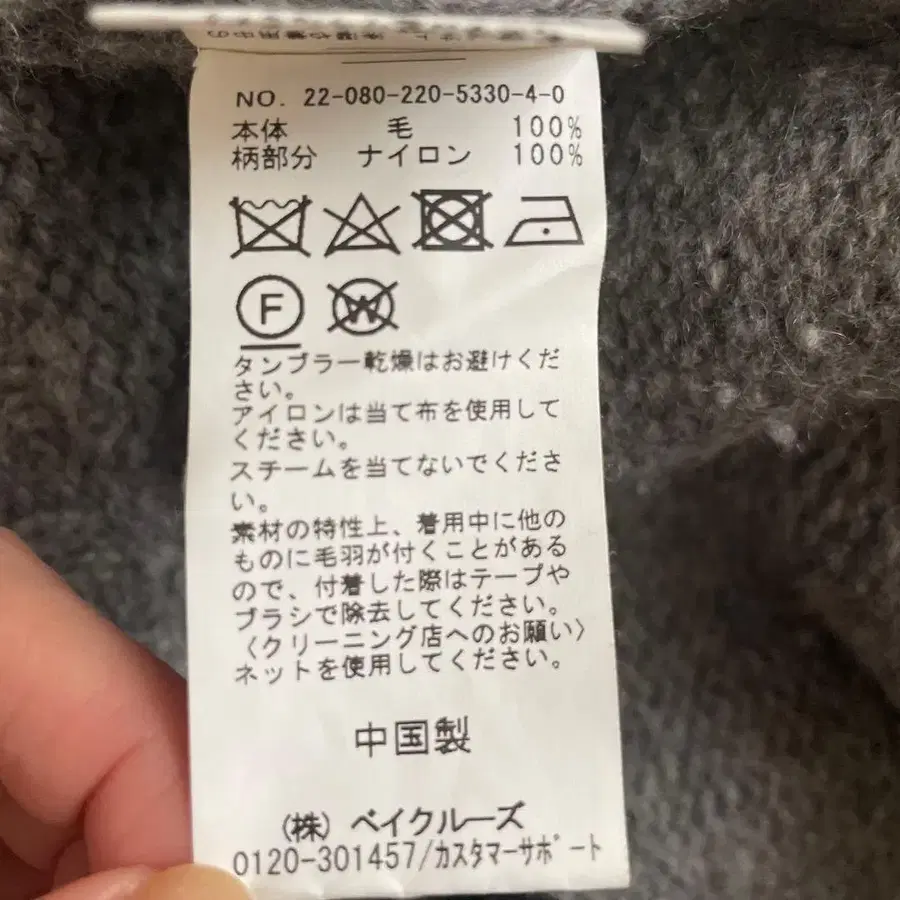 NO. 22-080-220-5330-4-0
本体 毛 100%
柄部分 ナイロン 100%
F W
タンブラー乾燥はお避けくだ
さい。
アイロンは当て布を使用して
ください。
スチームを当てないでくださ
い。
素材の特性上、着用中に他の
ものに毛羽が付くことがある
ので、付着した際はテープや
ブラシで除去してください。
〈クリーニング店へのお願い〉
ネットを使用してください。
中国製
(株) ベイクルーズ
0120-301457/カスタマーサポート